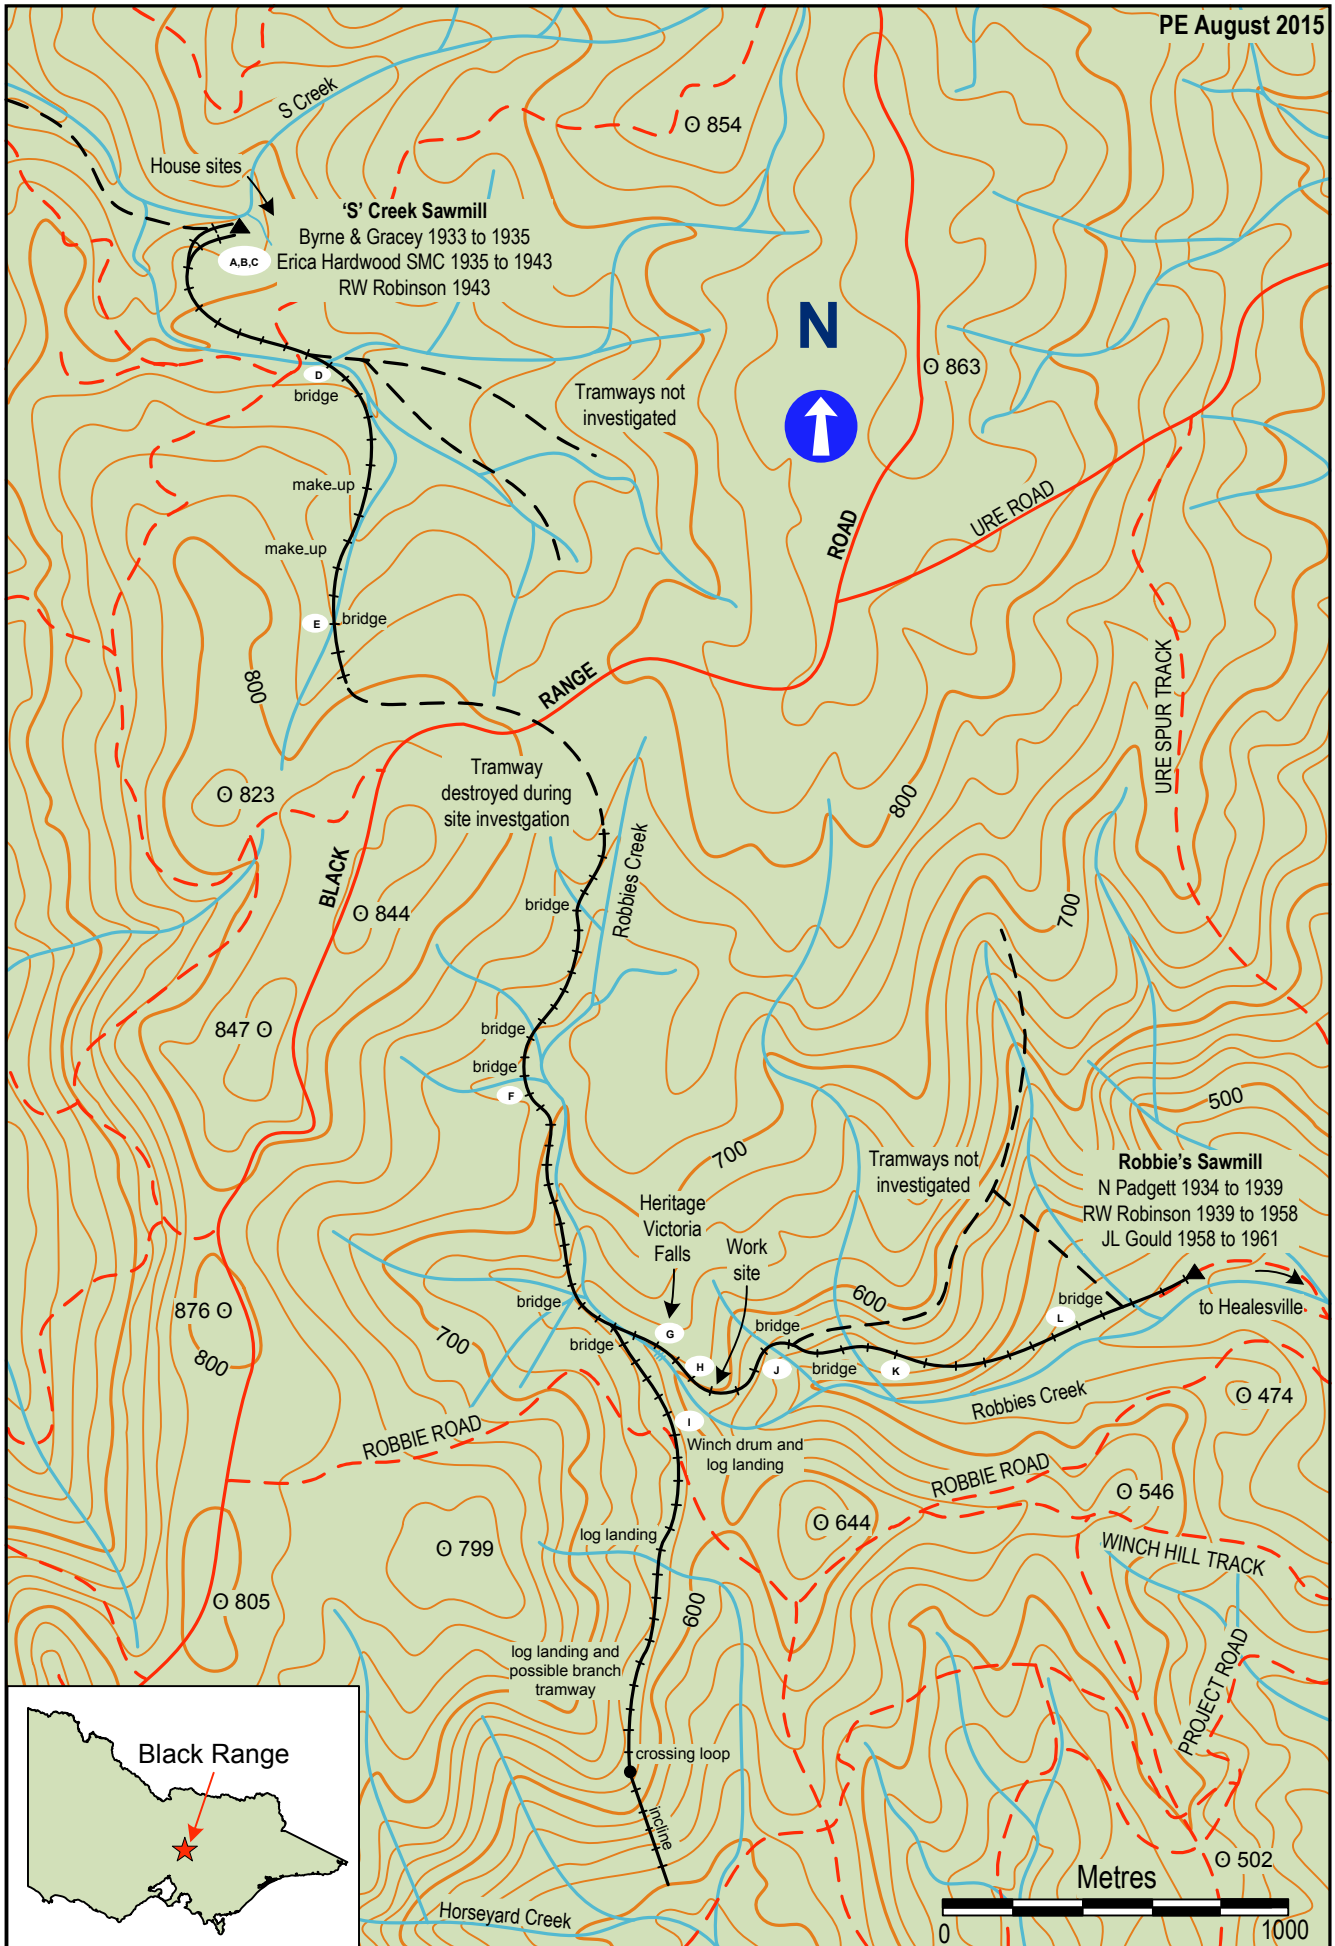 PE August 2015
S Creek
854
House sites
'S' Creek Sawmill
Byrne & Gracey 1933 to 1935
Erica Hardwood SMC 1935 to 1943
RW Robinson 1943
A,B,C
N
863
D
bridge
Tramways not
investigated
make-up
URE ROAD
ROAD
make-up
E
bridge
URE SPUR TRACK
800
RANGE
Tramway
destroyed during
site investgation
823
800
BLACK
Robbies Creek
844
bridge
700
847
bridge
bridge
F
500
700
Tramways not
investigated
Robbie's Sawmill
N Padgett 1934 to 1939
RW Robinson 1939 to 1958
JL Gould 1958 to 1961
Heritage
Victoria
Falls
Work
site
876
bridge
600
bridge
to Healesville
L
G
bridge
700
800
bridge
H
J
bridge
K
Robbies Creek
474
I
ROBBIE ROAD
Winch drum and
log landing
ROBBIE ROAD
546
644
log landing
799
WINCH HILL TRACK
805
600
log landing and
possible branch
tramway
PROJECT ROAD
crossing loop
Black Range
incline
502
Metres
Horseyard Creek
0
1000